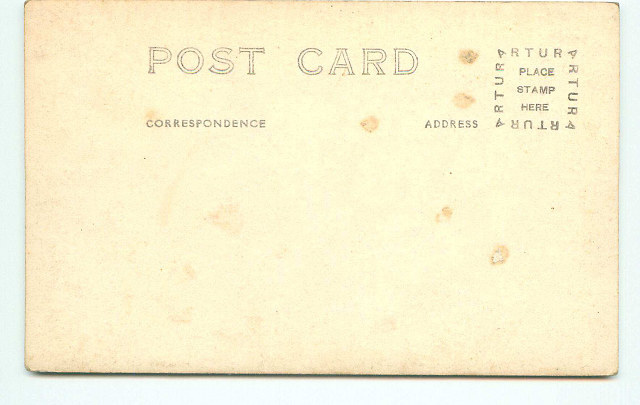 POST CARD
CORRESPONDENCE
ADDRESS
ARTURA
ARTURA
ARTURA
ARTURA
PLACE
STAMP
HERE